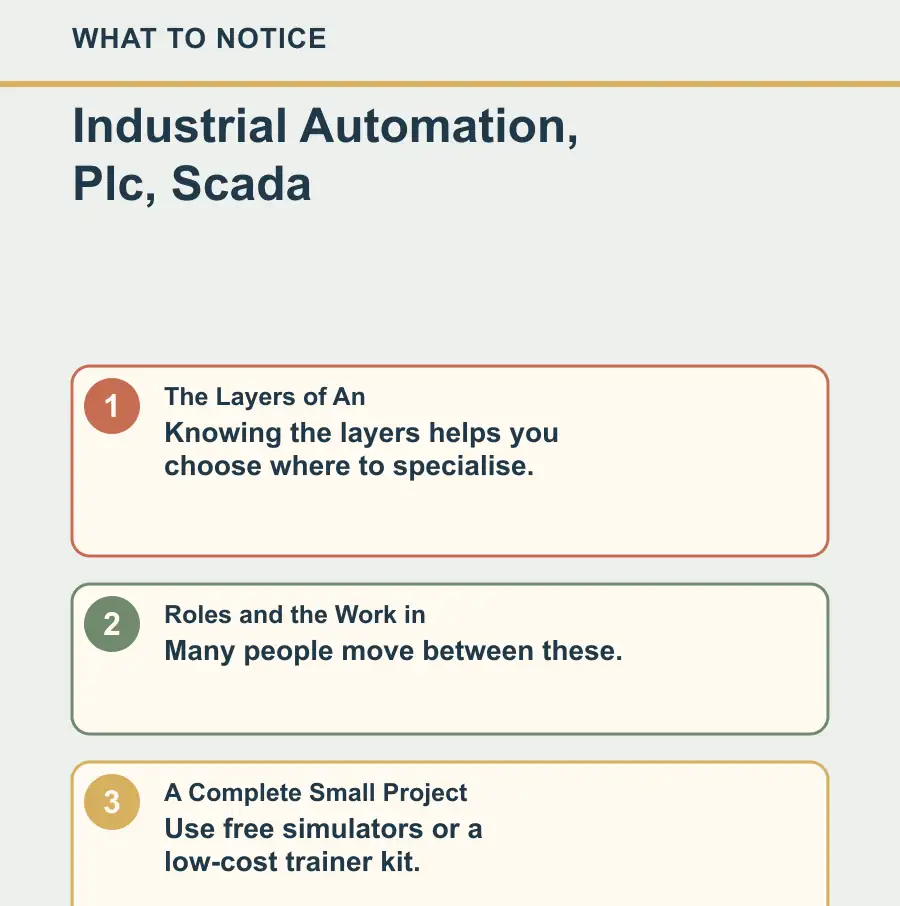 WHAT TO NOTICE
Industrial Automation,
Plc, Scada
1
The Layers of An
Knowing the layers helps you
choose where to specialise.
2
Roles and the Work in
Many people move between these.
3
A Complete Small Project
Use free simulators or a
low-cost trainer kit.